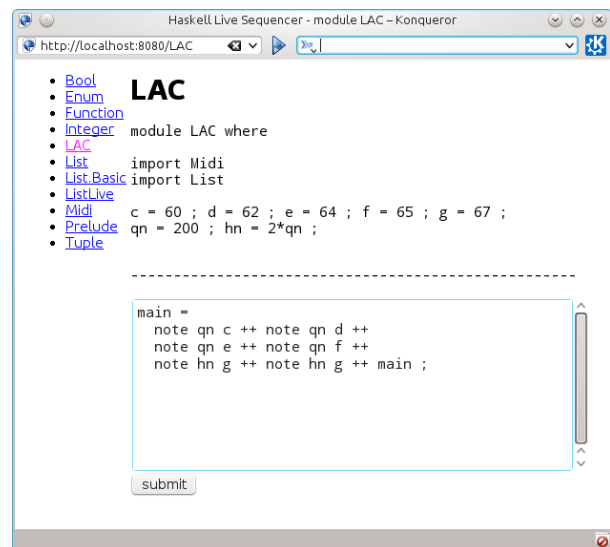 Haskell Live Sequencer - module LAC – Konqueror
http://localhost:8080/LAC
Bool
Enum
Function
Integer
LAC
List
List.Basic
ListLive
Midi
Prelude
Tuple
LAC
module LAC where
import Midi
import List
c = 60 ; d = 62 ; e = 64 ; f = 65 ; g = 67 ;
qn = 200 ; hn = 2*qn ;
----------------------------------------------------
main =
  note qn c ++ note qn d ++
  note qn e ++ note qn f ++
  note hn g ++ note hn g ++ main ;
submit